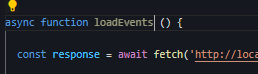 async function loadEvents () {
const response = await fetch('http://loca